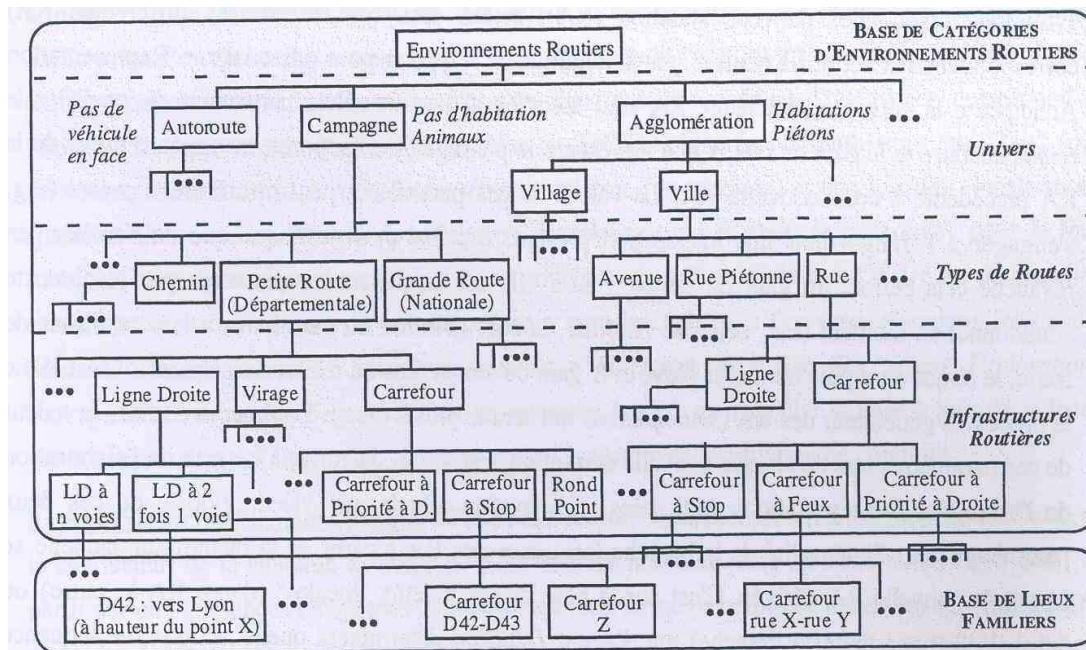 Environnements Routiers
BASE DE CATÉGORIES
D'ENVIRONNEMENTS ROUTIERS
Pas de
véhicule
en face
Autoroute
Campagne
Pas d'habitation
Animaux
Agglomération
Habitations
Piétons
...
Univers
...
Village
Ville
...
...
...
Chemin
Petite Route
(Départementale)
Grande Route
(Nationale)
Avenue
Rue Piétonne
Rue
...
Types de Routes
...
...
...
...
...
Ligne Droite
Virage
Carrefour
Ligne
Droite
Carrefour
...
Infrastructures
Routières
...
LD à
n voies
LD à 2
fois 1 voie
...
...
Carrefour à
Priorité à D.
Carrefour
à Stop
Rond
Point
...
Carrefour
à Stop
Carrefour
à Feux
Carrefour à
Priorité à Droite
...
...
...
D42 : vers Lyon
(à hauteur du point X)
...
...
Carrefour
D42-D43
Carrefour
Z
...
Carrefour
rue X-rue Y
...
BASE DE LIEUX
FAMILIERS